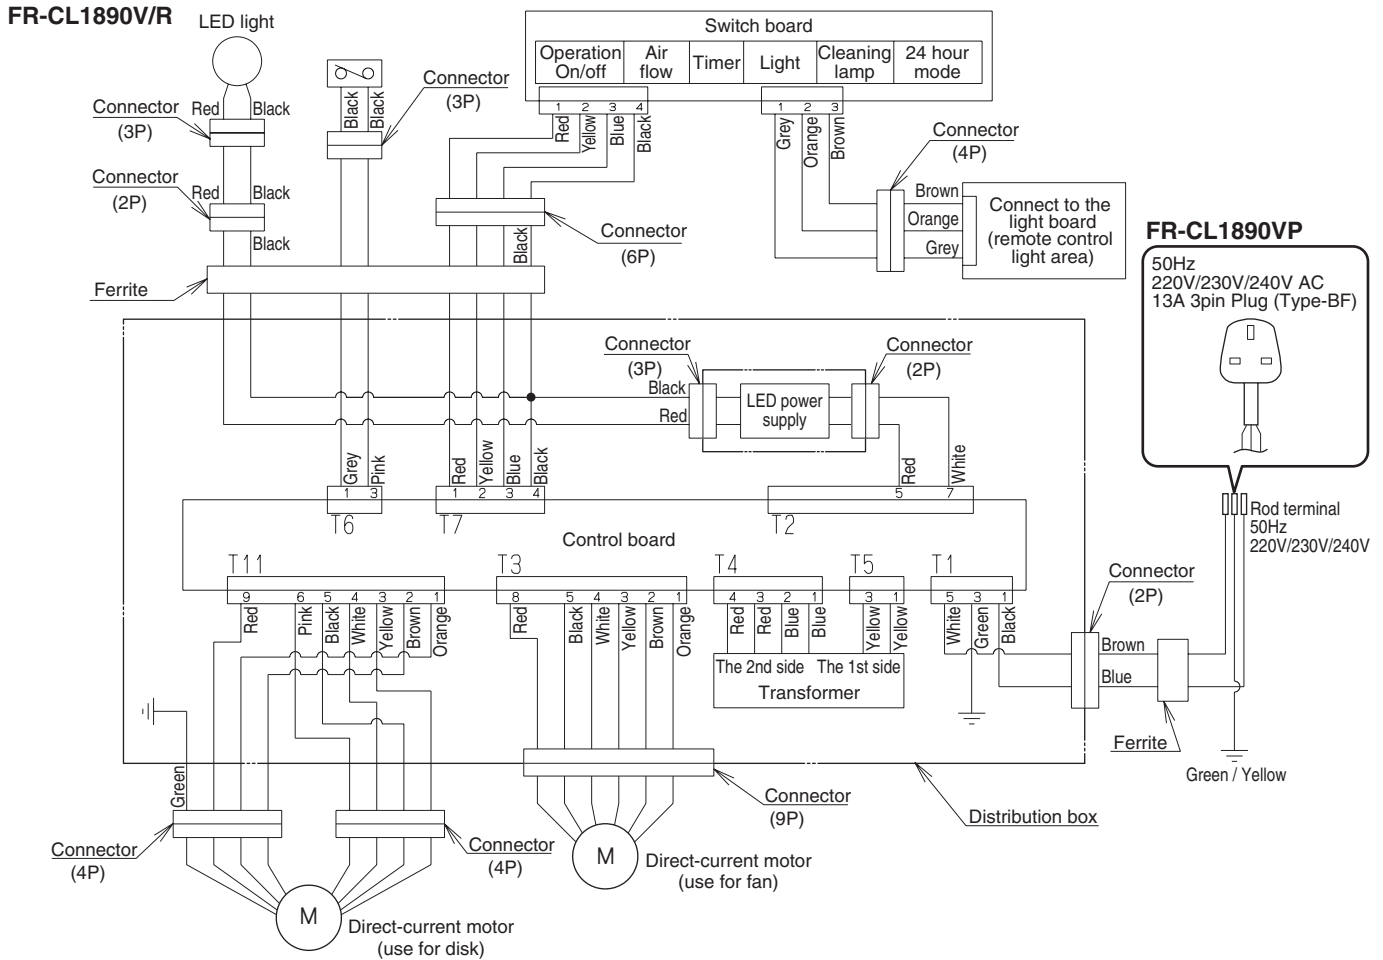 FR-CL1890V/R
LED light
Red
Black
Connector
(3P)
Connector
(2P)
Red
Black
Black
Ferrite
Black
Black
Connector
(3P)
Switch board
Operation
On/off
Air
flow
Timer
Light
Cleaning
lamp
24 hour
mode
1 2 3 4
Red
Yellow
Blue
Black
1 2 3
Grey
Orange
Brown
Connector
(4P)
Brown
Orange
Grey
Connect to the
light board
(remote control
light area)
Connector
(6P)
Black
FR-CL1890VP
50Hz
220V/230V/240V AC
13A 3pin Plug (Type-BF)
Rod terminal
50Hz
220V/230V/240V
Connector
(3P)
Black
Red
LED power
supply
Connector
(2P)
Red
White
Grey
Pink
1 3
T6
Red
Yellow
Blue
Black
1 2 3 4
T7
5 7
T2
Control board
T11
9 6 5 4 3 2 1
Red
Pink
Black
White
Yellow
Brown
Orange
T3
8 5 4 3 2 1
Red
Black
White
Yellow
Brown
Orange
T4
4 3 2 1
Red
Red
Blue
Blue
T5
3 1
Yellow
Yellow
T1
5 3 1
White
Green
Black
The 2nd side
The 1st side
Transformer
Connector
(2P)
Brown
Blue
Ferrite
Green / Yellow
Green
Connector
(4P)
Connector
(4P)
M
Direct-current motor
(use for disk)
Connector
(9P)
M
Direct-current motor
(use for fan)
Distribution box